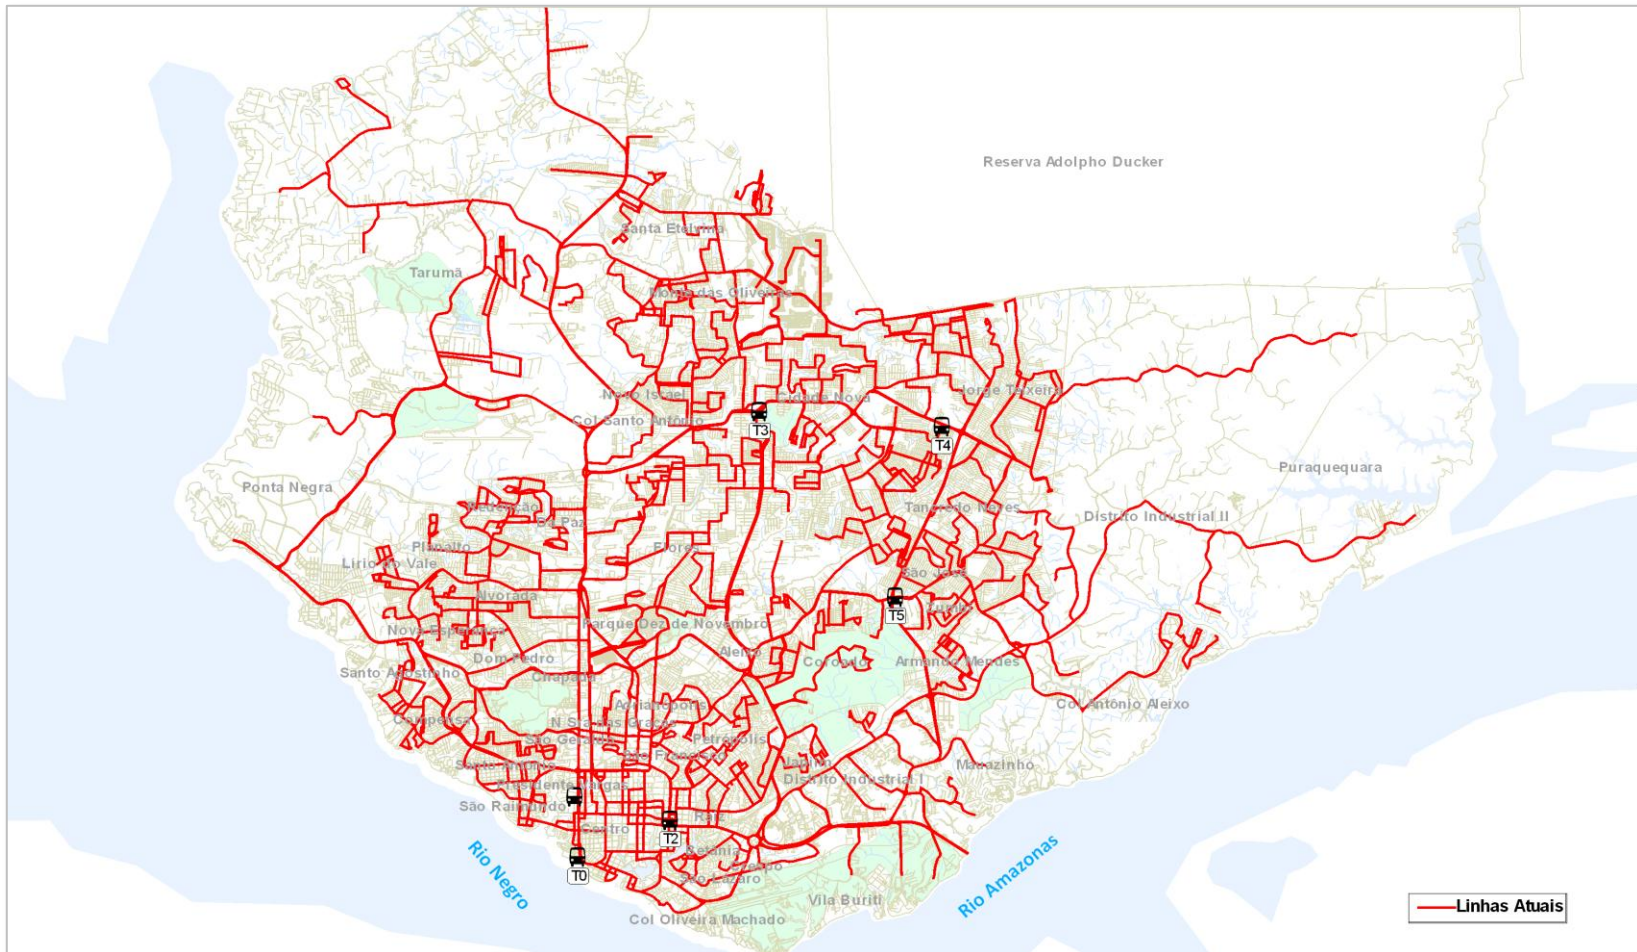 Reserva Adolpho Ducker
Santa Etelvina
Tarumã
Monte das Oliveiras
Jorge Teixeira
Novo Israel
Cidade Nova
Col Santo Antônio
T3
T4
Puraquequara
Ponta Negra
Redenção
Tancredo Neves
Distrito Industrial II
Da Paz
Planalto
Flores
Lírio do Vale
São José
Alvorada
Zumbi
T5
Parque Dez de Novembro
Nova Esperança
Aleixo
Dom Pedro
Coroado
Armando Mendes
Santo Agostinho
Chapada
Col Antônio Aleixo
Adrianópolis
Compensa
N Sra das Graças
São Geraldo
Petrópolis
São Francisco
Santo Antônio
Japiim
Mauazinho
Distrito Industrial I
Presidente Vargas
São Raimundo
Raiz
Centro
T2
Betânia
Crespo
T0
São Lázaro
Rio Negro
Rio Amazonas
Vila Buriti
Col Oliveira Machado
Linhas Atuais